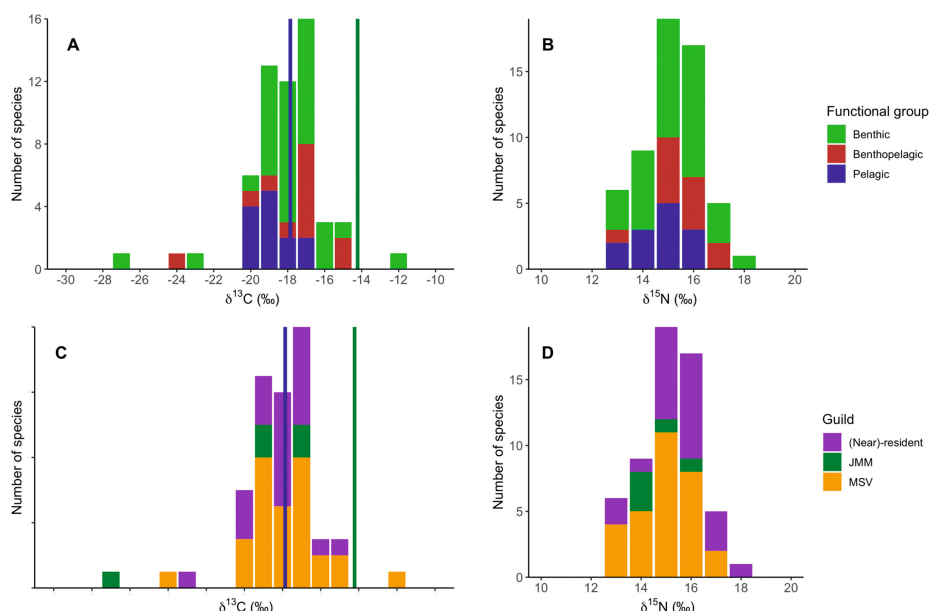 A
Number of species
16
12
8
4
0
-30 -28 -26 -24 -22 -20 -18 -16 -14 -12 -10
δ¹³C (‰)
B
Number of species
15
10
5
0
10 12 14 16 18 20
δ¹⁵N (‰)
Functional group
Benthic
Benthopelagic
Pelagic
C
Number of species
δ¹³C (‰)
D
Number of species
15
10
5
0
10 12 14 16 18 20
δ¹⁵N (‰)
Guild
(Near)-resident
JMM
MSV